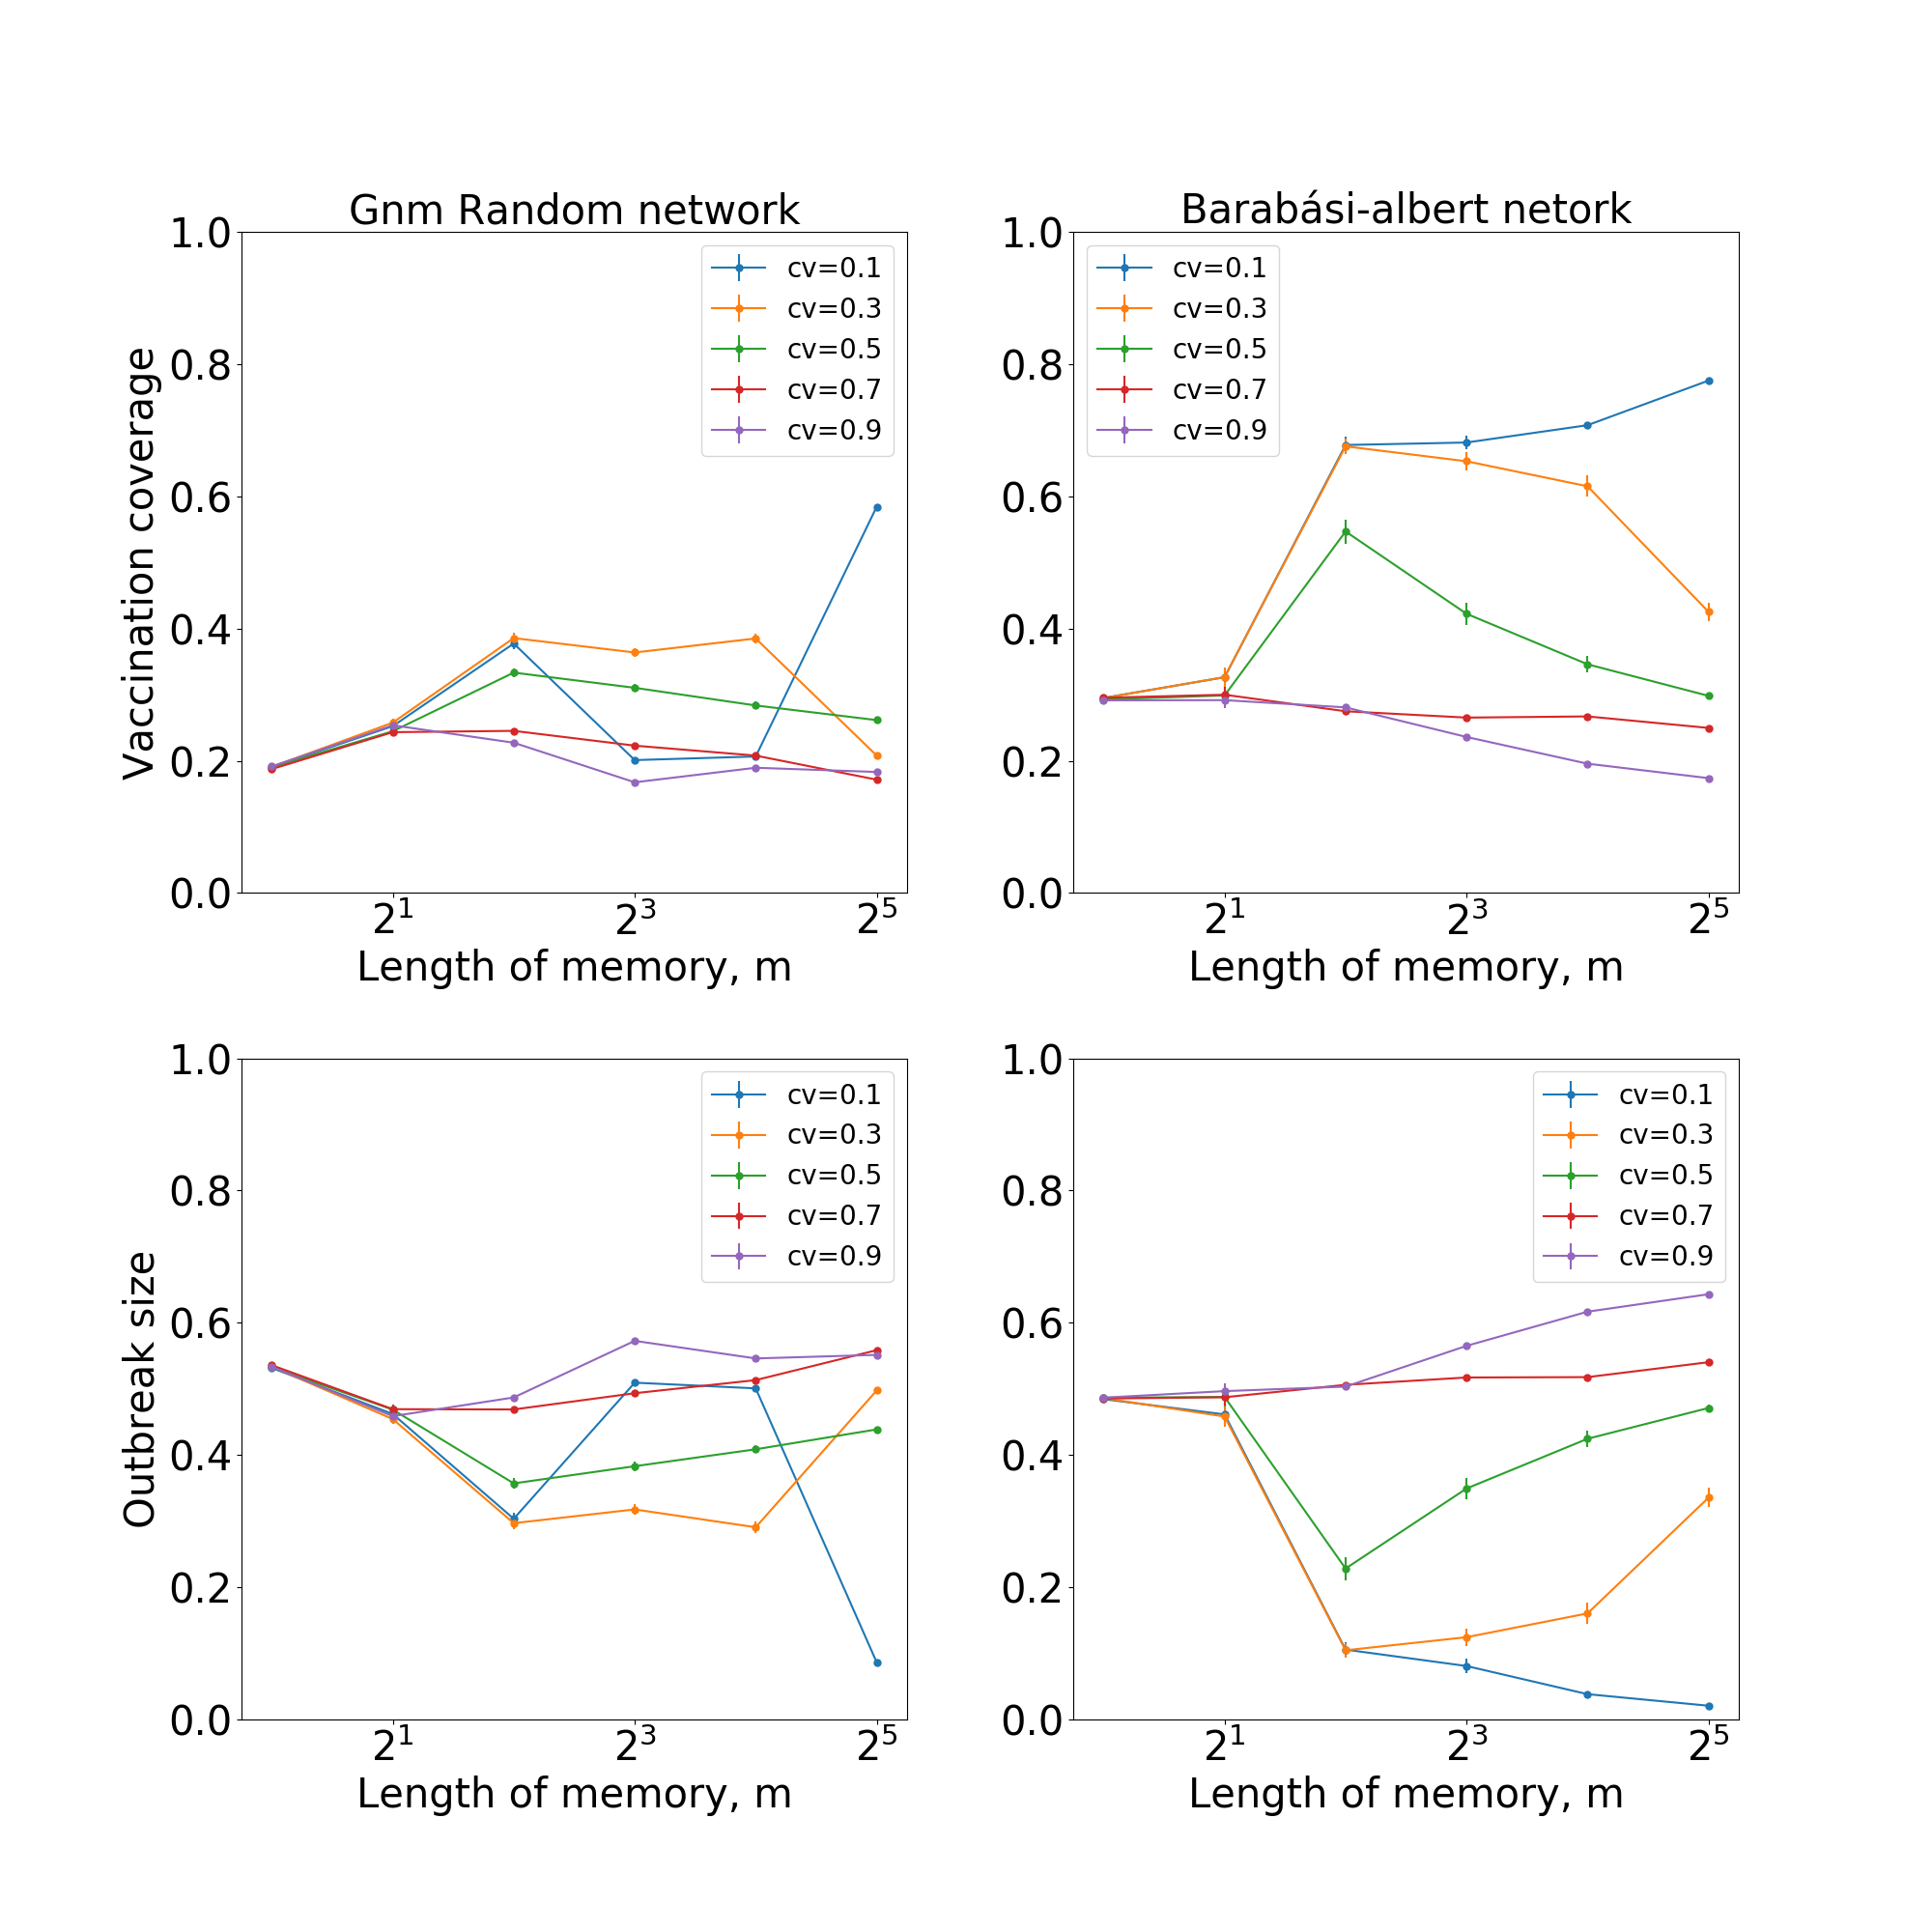 Gnm Random network
Vaccination coverage
1.0
0.8
0.6
0.4
0.2
0.0
cv=0.1
cv=0.3
cv=0.5
cv=0.7
cv=0.9
2^1
2^3
2^5
Length of memory, m
Barabási-albert netork
1.0
0.8
0.6
0.4
0.2
0.0
cv=0.1
cv=0.3
cv=0.5
cv=0.7
cv=0.9
2^1
2^3
2^5
Length of memory, m
Outbreak size
1.0
0.8
0.6
0.4
0.2
0.0
cv=0.1
cv=0.3
cv=0.5
cv=0.7
cv=0.9
2^1
2^3
2^5
Length of memory, m
1.0
0.8
0.6
0.4
0.2
0.0
cv=0.1
cv=0.3
cv=0.5
cv=0.7
cv=0.9
2^1
2^3
2^5
Length of memory, m